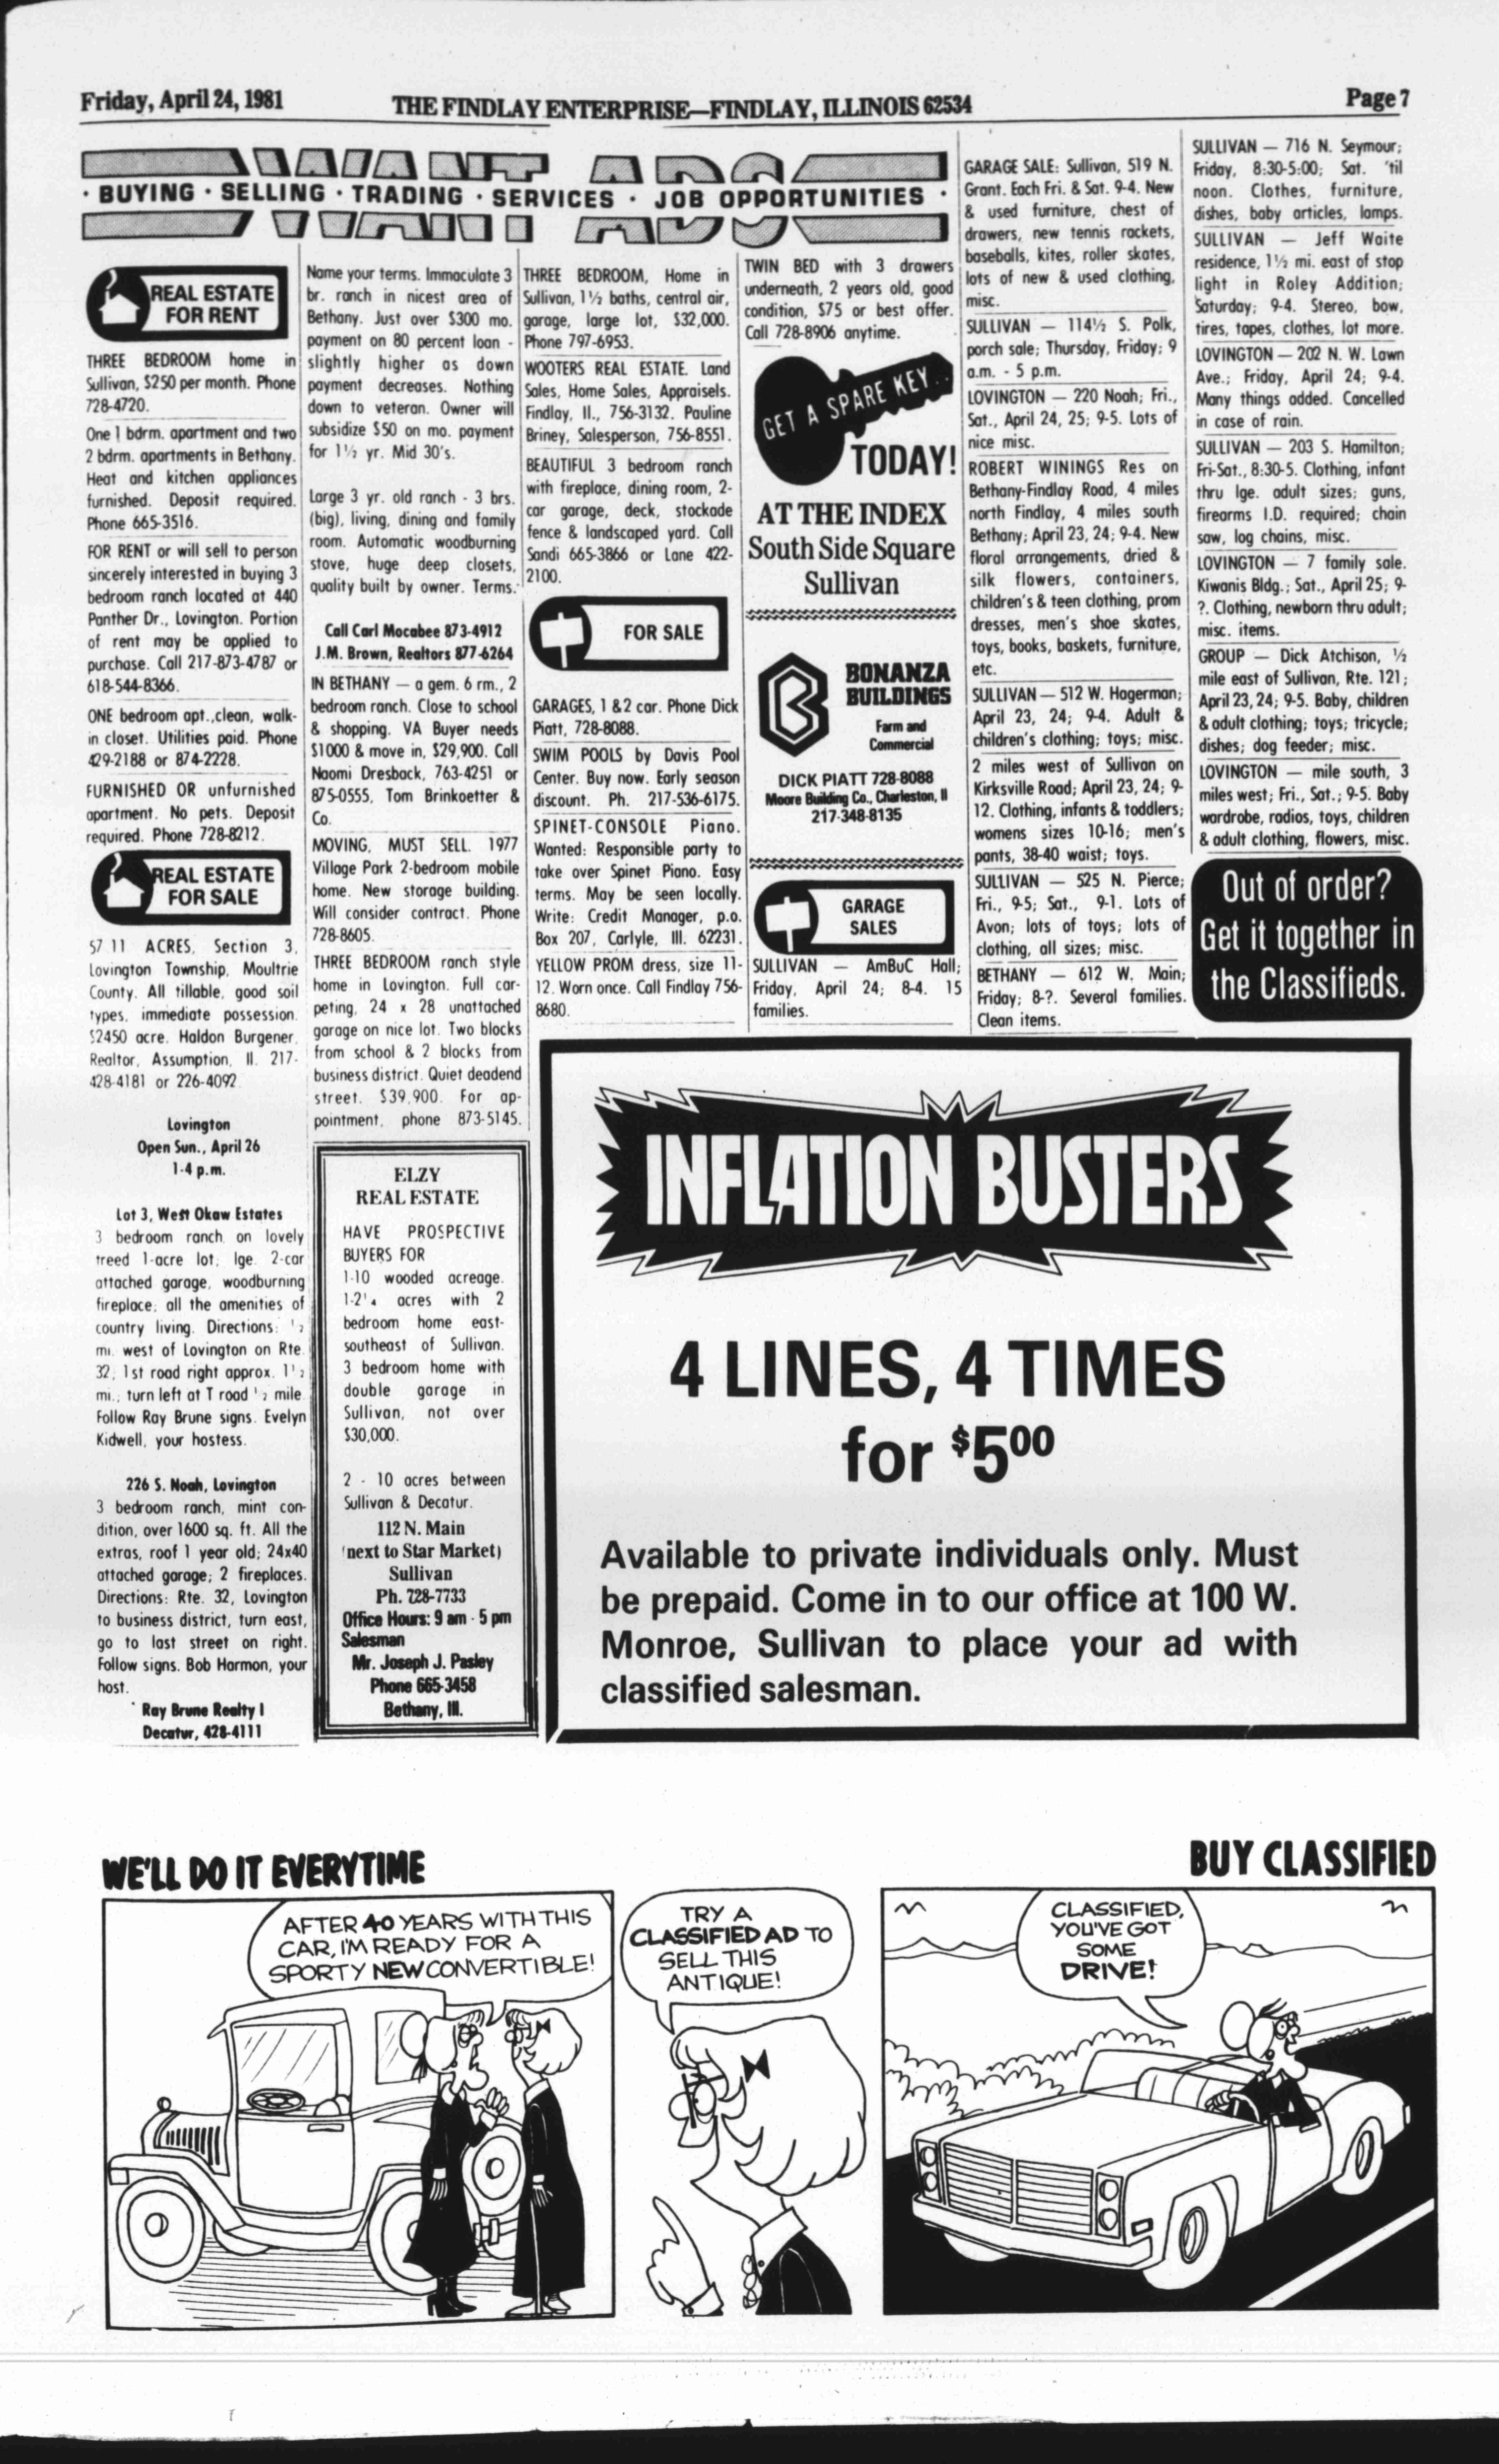 Friday, April 24, 1981
THE FINDLAY ENTERPRISE—FINDLAY, ILLINOIS 62534
Page 7
WANT ADS
· BUYING · SELLING · TRADING · SERVICES · JOB OPPORTUNITIES ·
WANT ADS
REAL ESTATE
FOR RENT
THREE BEDROOM home in
Sullivan, $250 per month. Phone
728-4720.
One 1 bdrm. apartment and two
2 bdrm. apartments in Bethany.
Heat and kitchen appliances
furnished. Deposit required.
Phone 665-3516.
FOR RENT or will sell to person
sincerely interested in buying 3
bedroom ranch located at 440
Panther Dr., Lovington. Portion
of rent may be applied to
purchase. Call 217-873-4787 or
618-544-8366.
ONE bedroom apt.,clean, walk-
in closet. Utilities paid. Phone
429-2188 or 874-2228.
FURNISHED OR unfurnished
apartment. No pets. Deposit
required. Phone 728-8212.
REAL ESTATE
FOR SALE
57.11 ACRES, Section 3,
Lovington Township, Moultrie
County. All tillable, good soil
types, immediate possession.
$2450 acre. Haldon Burgener,
Realtor, Assumption, Il. 217-
428-4181 or 226-4092.
Lovington
Open Sun., April 26
1-4 p.m.
Lot 3, West Okaw Estates
3 bedroom ranch on lovely
treed 1-acre lot; lge. 2-car
attached garage, woodburning
fireplace; all the amenities of
country living. Directions: ½
mi. west of Lovington on Rte.
32; 1st road right approx. 1½
mi.; turn left at T road ½ mile.
Follow Ray Brune signs. Evelyn
Kidwell, your hostess.
226 S. Noah, Lovington
3 bedroom ranch, mint con-
dition, over 1600 sq. ft. All the
extras, roof 1 year old; 24x40
attached garage; 2 fireplaces.
Directions: Rte. 32, Lovington
to business district, turn east,
go to last street on right.
Follow signs. Bob Harmon, your
host.
Ray Brune Realty I
Decatur, 428-4111
Name your terms. Immaculate 3
br. ranch in nicest area of
Bethany. Just over $300 mo.
payment on 80 percent loan -
slightly higher as down
payment decreases. Nothing
down to veteran. Owner will
subsidize $50 on mo. payment
for 1½ yr. Mid 30's.
Large 3 yr. old ranch - 3 brs.
(big), living, dining and family
room. Automatic woodburning
stove, huge deep closets,
quality built by owner. Terms.
Call Carl Mocabee 873-4912
J.M. Brown, Realtors 877-6264
IN BETHANY — a gem. 6 rm., 2
bedroom ranch. Close to school
& shopping. VA Buyer needs
$1000 & move in, $29,900. Call
Naomi Dresback, 763-4251 or
875-0555, Tom Brinkoetter &
Co.
MOVING, MUST SELL. 1977
Village Park 2-bedroom mobile
home. New storage building.
Will consider contract. Phone
728-8605.
THREE BEDROOM ranch style
home in Lovington. Full car-
peting, 24 x 28 unattached
garage on nice lot. Two blocks
from school & 2 blocks from
business district. Quiet deadend
street. $39,900. For ap-
pointment, phone 873-5145.
ELZY
REAL ESTATE
HAVE PROSPECTIVE
BUYERS FOR
1-10 wooded acreage.
1-2¼ acres with 2
bedroom home east-
southeast of Sullivan.
3 bedroom home with
double garage in
Sullivan, not over
$30,000.
2 - 10 acres between
Sullivan & Decatur.
112 N. Main
(next to Star Market)
Sullivan
Ph. 728-7733
Office Hours: 9 am - 5 pm
Salesman
Mr. Joseph J. Pasley
Phone 665-3458
Bethany, Ill.
THREE BEDROOM, Home in
Sullivan, 1½ baths, central air,
garage, large lot, $32,000.
Phone 797-6953.
WOOTERS REAL ESTATE. Land
Sales, Home Sales, Appraisels.
Findlay, Il., 756-3132. Pauline
Briney, Salesperson, 756-8551.
BEAUTIFUL 3 bedroom ranch
with fireplace, dining room, 2-
car garage, deck, stockade
fence & landscaped yard. Call
Sandi 665-3866 or Lane 422-
2100.
FOR SALE
GARAGES, 1 & 2 car. Phone Dick
Piatt, 728-8088.
SWIM POOLS by Davis Pool
Center. Buy now. Early season
discount. Ph. 217-536-6175.
SPINET-CONSOLE Piano.
Wanted: Responsible party to
take over Spinet Piano. Easy
terms. May be seen locally.
Write: Credit Manager, p.o.
Box 207, Carlyle, Ill. 62231.
YELLOW PROM dress, size 11-
12. Worn once. Call Findlay 756-
8680.
TWIN BED with 3 drawers
underneath, 2 years old, good
condition, $75 or best offer.
Call 728-8906 anytime.
GET A SPARE KEY..
TODAY!
AT THE INDEX
South Side Square
Sullivan
BONANZA
BUILDINGS
Farm and
Commercial
DICK PIATT 728-8088
Moore Building Co., Charleston, Il
217-348-8135
GARAGE
SALES
SULLIVAN — AmBuC Hall;
Friday, April 24; 8-4. 15
families.
GARAGE SALE: Sullivan, 519 N.
Grant. Each Fri. & Sat. 9-4. New
& used furniture, chest of
drawers, new tennis rackets,
baseballs, kites, roller skates,
lots of new & used clothing,
misc.
SULLIVAN — 114½ S. Polk,
porch sale; Thursday, Friday; 9
a.m. - 5 p.m.
LOVINGTON — 220 Noah; Fri.,
Sat., April 24, 25; 9-5. Lots of
nice misc.
ROBERT WININGS Res on
Bethany-Findlay Road, 4 miles
north Findlay, 4 miles south
Bethany; April 23, 24; 9-4. New
floral arrangements, dried &
silk flowers, containers,
children's & teen clothing, prom
dresses, men's shoe skates,
toys, books, baskets, furniture,
etc.
SULLIVAN — 512 W. Hagerman;
April 23, 24; 9-4. Adult &
children's clothing; toys; misc.
2 miles west of Sullivan on
Kirksville Road; April 23, 24; 9-
12. Clothing, infants & toddlers;
womens sizes 10-16; men's
pants, 38-40 waist; toys.
SULLIVAN — 525 N. Pierce;
Fri., 9-5; Sat., 9-1. Lots of
Avon; lots of toys; lots of
clothing, all sizes; misc.
BETHANY — 612 W. Main;
Friday; 8-?. Several families.
Clean items.
SULLIVAN — 716 N. Seymour;
Friday, 8:30-5:00; Sat. 'til
noon. Clothes, furniture,
dishes, baby articles, lamps.
SULLIVAN — Jeff Waite
residence, 1½ mi. east of stop
light in Roley Addition;
Saturday; 9-4. Stereo, bow,
tires, tapes, clothes, lot more.
LOVINGTON — 202 N. W. Lawn
Ave.; Friday, April 24; 9-4.
Many things added. Cancelled
in case of rain.
SULLIVAN — 203 S. Hamilton;
Fri-Sat., 8:30-5. Clothing, infant
thru lge. adult sizes; guns,
firearms I.D. required; chain
saw, log chains, misc.
LOVINGTON — 7 family sale.
Kiwanis Bldg.; Sat., April 25; 9-
?. Clothing, newborn thru adult;
misc. items.
GROUP — Dick Atchison, ½
mile east of Sullivan, Rte. 121;
April 23, 24; 9-5. Baby, children
& adult clothing; toys; tricycle;
dishes; dog feeder; misc.
LOVINGTON — mile south, 3
miles west; Fri., Sat.; 9-5. Baby
wardrobe, radios, toys, children
& adult clothing, flowers, misc.
Out of order?
Get it together in
the Classifieds.
INFLATION BUSTERS
4 LINES, 4 TIMES
for $500
Available to private individuals only. Must
be prepaid. Come in to our office at 100 W.
Monroe, Sullivan to place your ad with
classified salesman.
WE'LL DO IT EVERYTIME
BUY CLASSIFIED
AFTER 40 YEARS WITH THIS
CAR, I'M READY FOR A
SPORTY NEW CONVERTIBLE!
TRY A
CLASSIFIED AD TO
SELL THIS
ANTIQUE!
CLASSIFIED,
YOU'VE GOT
SOME
DRIVE!